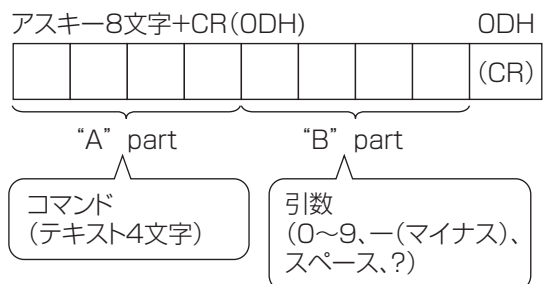 アスキー8文字+CR(0DH) 0DH
(CR)
“A” part “B” part
コマンド
(テキスト4文字)
引数
(0～9、ー(マイナス)、
スペース、?)